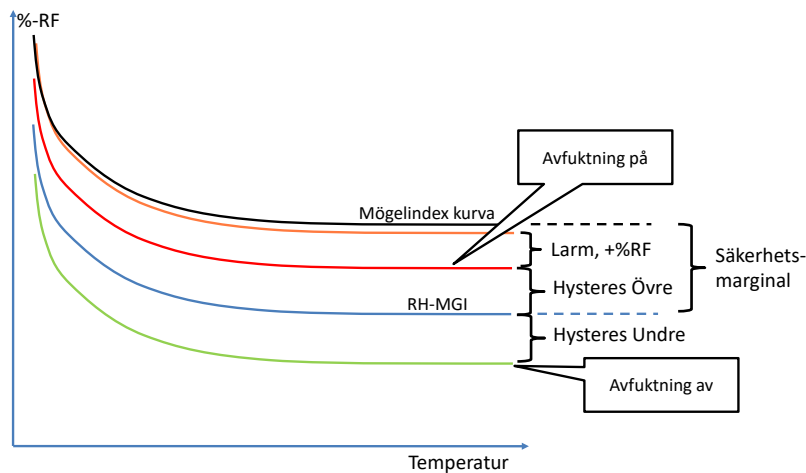 %-RF
Avfuktning på
Mögelindex kurva
Larm, +%RF
Säkerhets-
marginal
Hysteres Övre
RH-MGI
Hysteres Undre
Avfuktning av
Temperatur